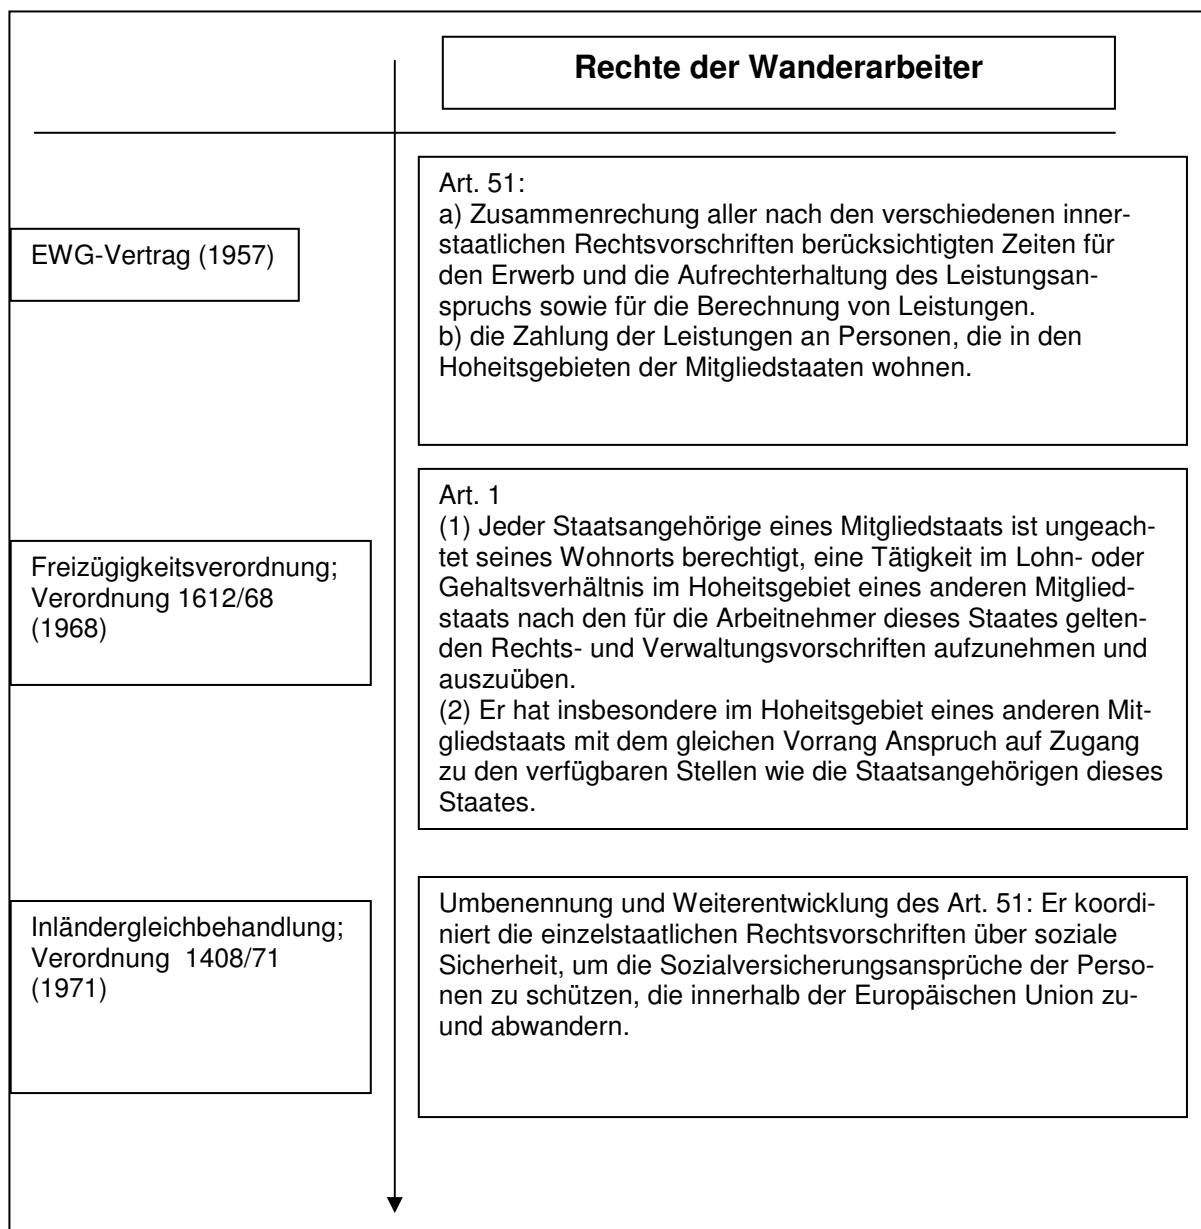 Rechte der Wanderarbeiter
EWG-Vertrag (1957)
Art. 51:
a) Zusammenrechung aller nach den verschiedenen inner-
staatlichen Rechtsvorschriften berücksichtigten Zeiten für
den Erwerb und die Aufrechterhaltung des Leistungsan-
spruchs sowie für die Berechnung von Leistungen.
b) die Zahlung der Leistungen an Personen, die in den
Hoheitsgebieten der Mitgliedstaaten wohnen.
Freizügigkeitsverordnung;
Verordnung 1612/68
(1968)
Art. 1
(1) Jeder Staatsangehörige eines Mitgliedstaats ist ungeach-
tet seines Wohnorts berechtigt, eine Tätigkeit im Lohn- oder
Gehaltsverhältnis im Hoheitsgebiet eines anderen Mitglied-
staats nach den für die Arbeitnehmer dieses Staates gelten-
den Rechts- und Verwaltungsvorschriften aufzunehmen und
auszuüben.
(2) Er hat insbesondere im Hoheitsgebiet eines anderen Mit-
gliedstaats mit dem gleichen Vorrang Anspruch auf Zugang
zu den verfügbaren Stellen wie die Staatsangehörigen dieses
Staates.
Inländergleichbehandlung;
Verordnung 1408/71
(1971)
Umbenennung und Weiterentwicklung des Art. 51: Er koordi-
niert die einzelstaatlichen Rechtsvorschriften über soziale
Sicherheit, um die Sozialversicherungsansprüche der Perso-
nen zu schützen, die innerhalb der Europäischen Union zu-
und abwandern.